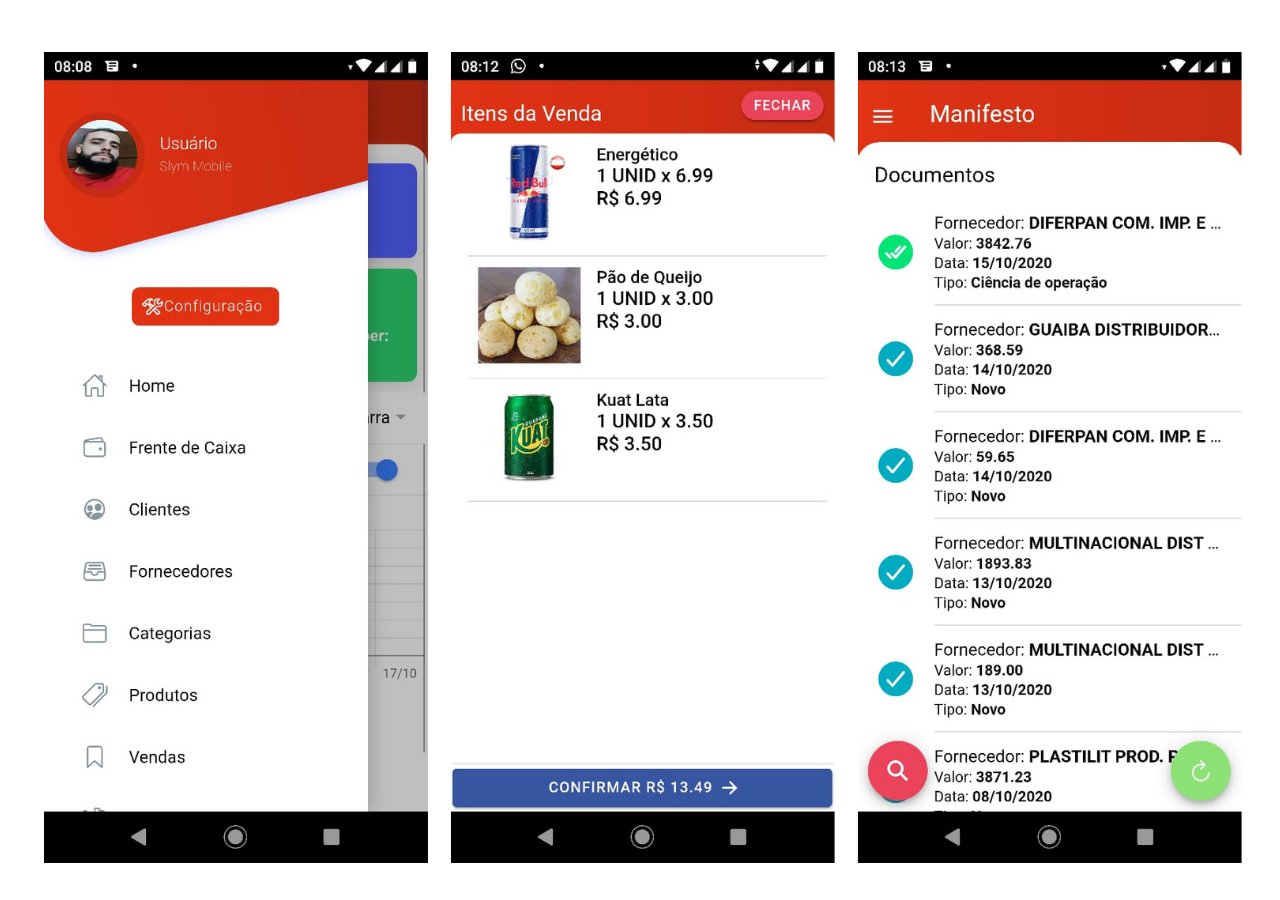 08:08
Usuário
Slym Mobile
Configuração
Home
Frente de Caixa
Clientes
Fornecedores
Categorias
Produtos
Vendas
er:
rra
17/10
08:12
Itens da Venda
FECHAR
Energético
1 UNID x 6.99
R$ 6.99
Pão de Queijo
1 UNID x 3.00
R$ 3.00
Kuat Lata
1 UNID x 3.50
R$ 3.50
Red Bull
KUAT
CONFIRMAR R$ 13.49
08:13
Manifesto
Documentos
Fornecedor: DIFERPAN COM. IMP. E ...
Valor: 3842.76
Data: 15/10/2020
Tipo: Ciência de operação
Fornecedor: GUAIBA DISTRIBUIDOR...
Valor: 368.59
Data: 14/10/2020
Tipo: Novo
Fornecedor: DIFERPAN COM. IMP. E ...
Valor: 59.65
Data: 14/10/2020
Tipo: Novo
Fornecedor: MULTINACIONAL DIST ...
Valor: 1893.83
Data: 13/10/2020
Tipo: Novo
Fornecedor: MULTINACIONAL DIST ...
Valor: 189.00
Data: 13/10/2020
Tipo: Novo
Fornecedor: PLASTILIT PROD.
Valor: 3871.23
Data: 08/10/2020